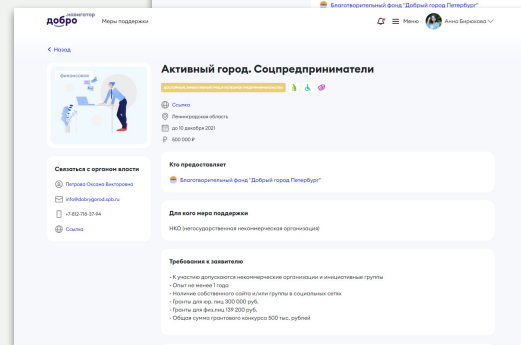 Благотворительный фонд "Добрый город Петербург"
навигатор
добро
Меры поддержки
Меню
Анна Бирюкова
Назад
финансовая
Активный город. Соцпредприниматели
Ссылка
Ленинградская область
до 10 декабря 2021
500 000 ₽
Кто предоставляет
Благотворительный фонд "Добрый город Петербург"
Связаться с органом власти
Петрова Оксана Викторовна
info@dobrygorod.spb.ru
+7-812-715-37-94
Ссылка
Для кого мера поддержки
НКО (негосударственная некоммерческая организация)
Требования к заявителю
- К участию допускаются некоммерческие организации и инициативные группы
- Опыт не менее 1 года
- Наличие собственного сайта и/или группы в социальных сетях
- Гранты для юр. лиц 300 000 руб.
- Гранты для физ.лиц 139 200 руб.
- Общая сумма грантового конкурса 500 тыс. рублей